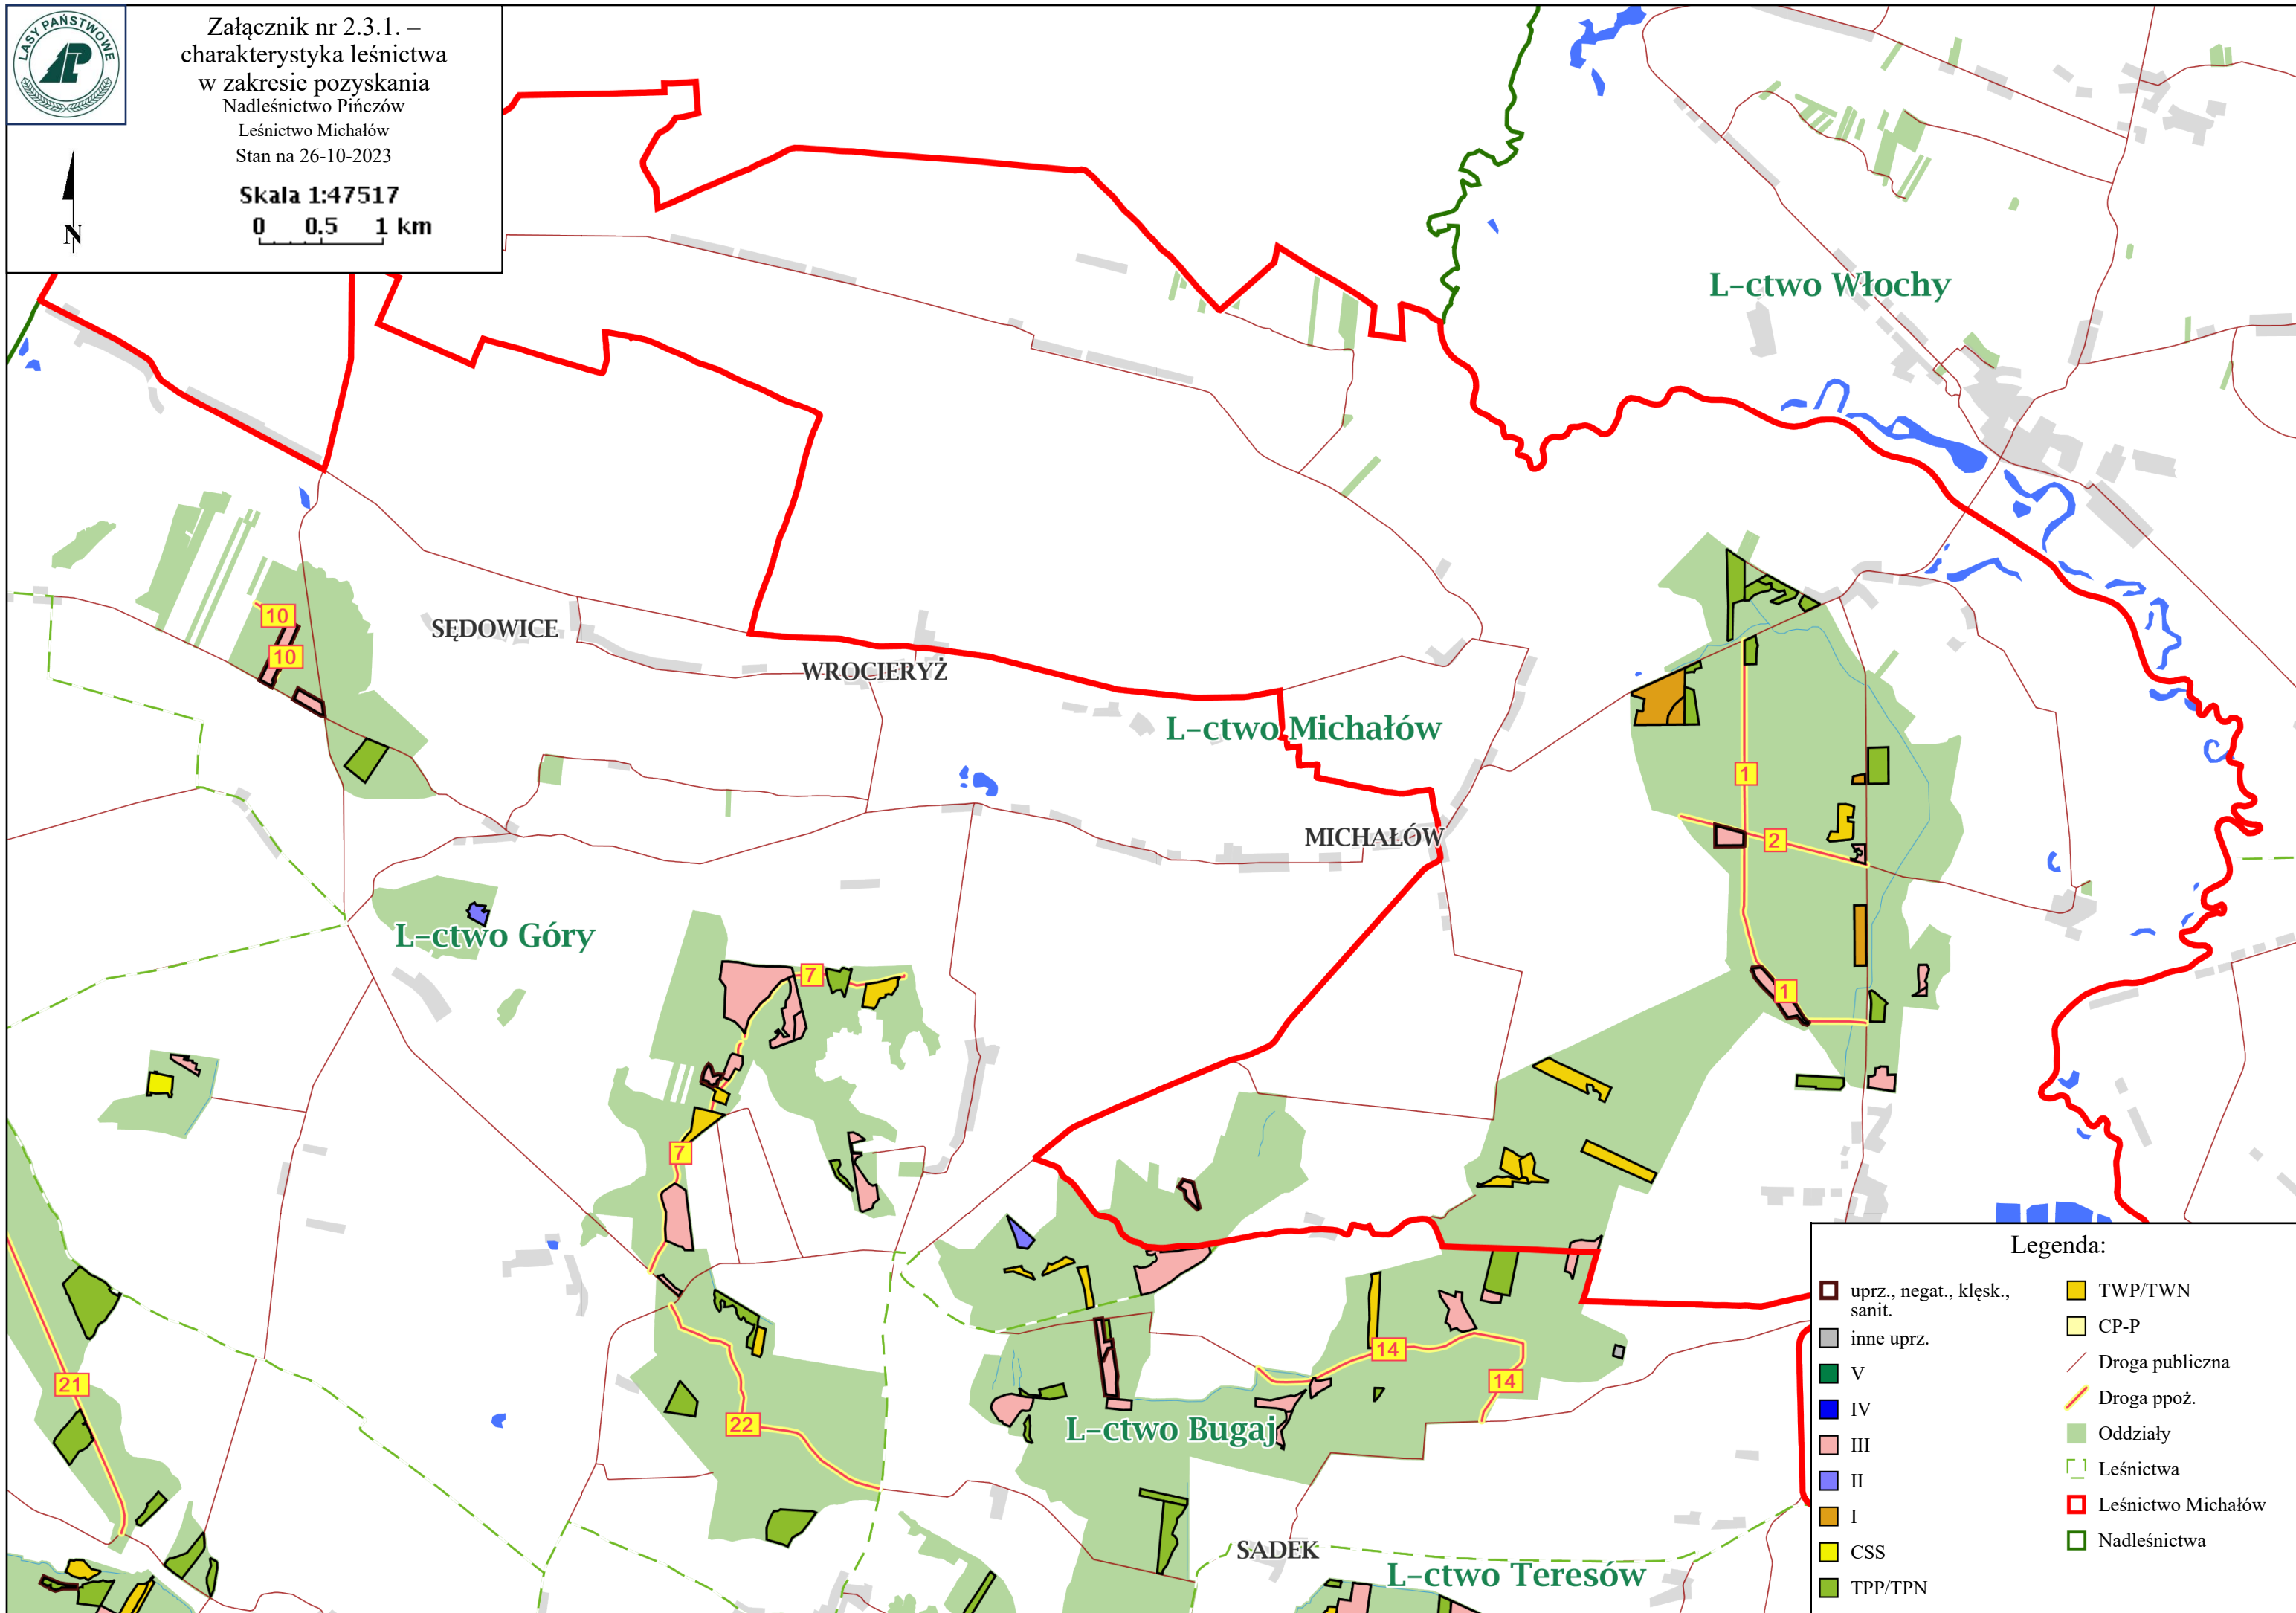 LASY PAŃSTWOWE
Załącznik nr 2.3.1. –
charakterystyka leśnictwa
w zakresie pozyskania
Nadleśnictwo Pińczów
Leśnictwo Michałów
Stan na 26-10-2023
Skala 1:47517
0 0.5 1 km
N
L-ctwo Włochy
10
SĘDOWICE
10
WROCIERYŻ
L-ctwo Michałów
1
MICHAŁÓW
2
L-ctwo Góry
7
1
7
14
14
21
22
L-ctwo Bugaj
SADEK
L-ctwo Teresów
Legenda:
uprz., negat., klęsk.,
sanit.
inne uprz.
V
IV
III
II
I
CSS
TPP/TPN
TWP/TWN
CP-P
Droga publiczna
Droga ppoż.
Oddziały
Leśnictwa
Leśnictwo Michałów
Nadleśnictwa